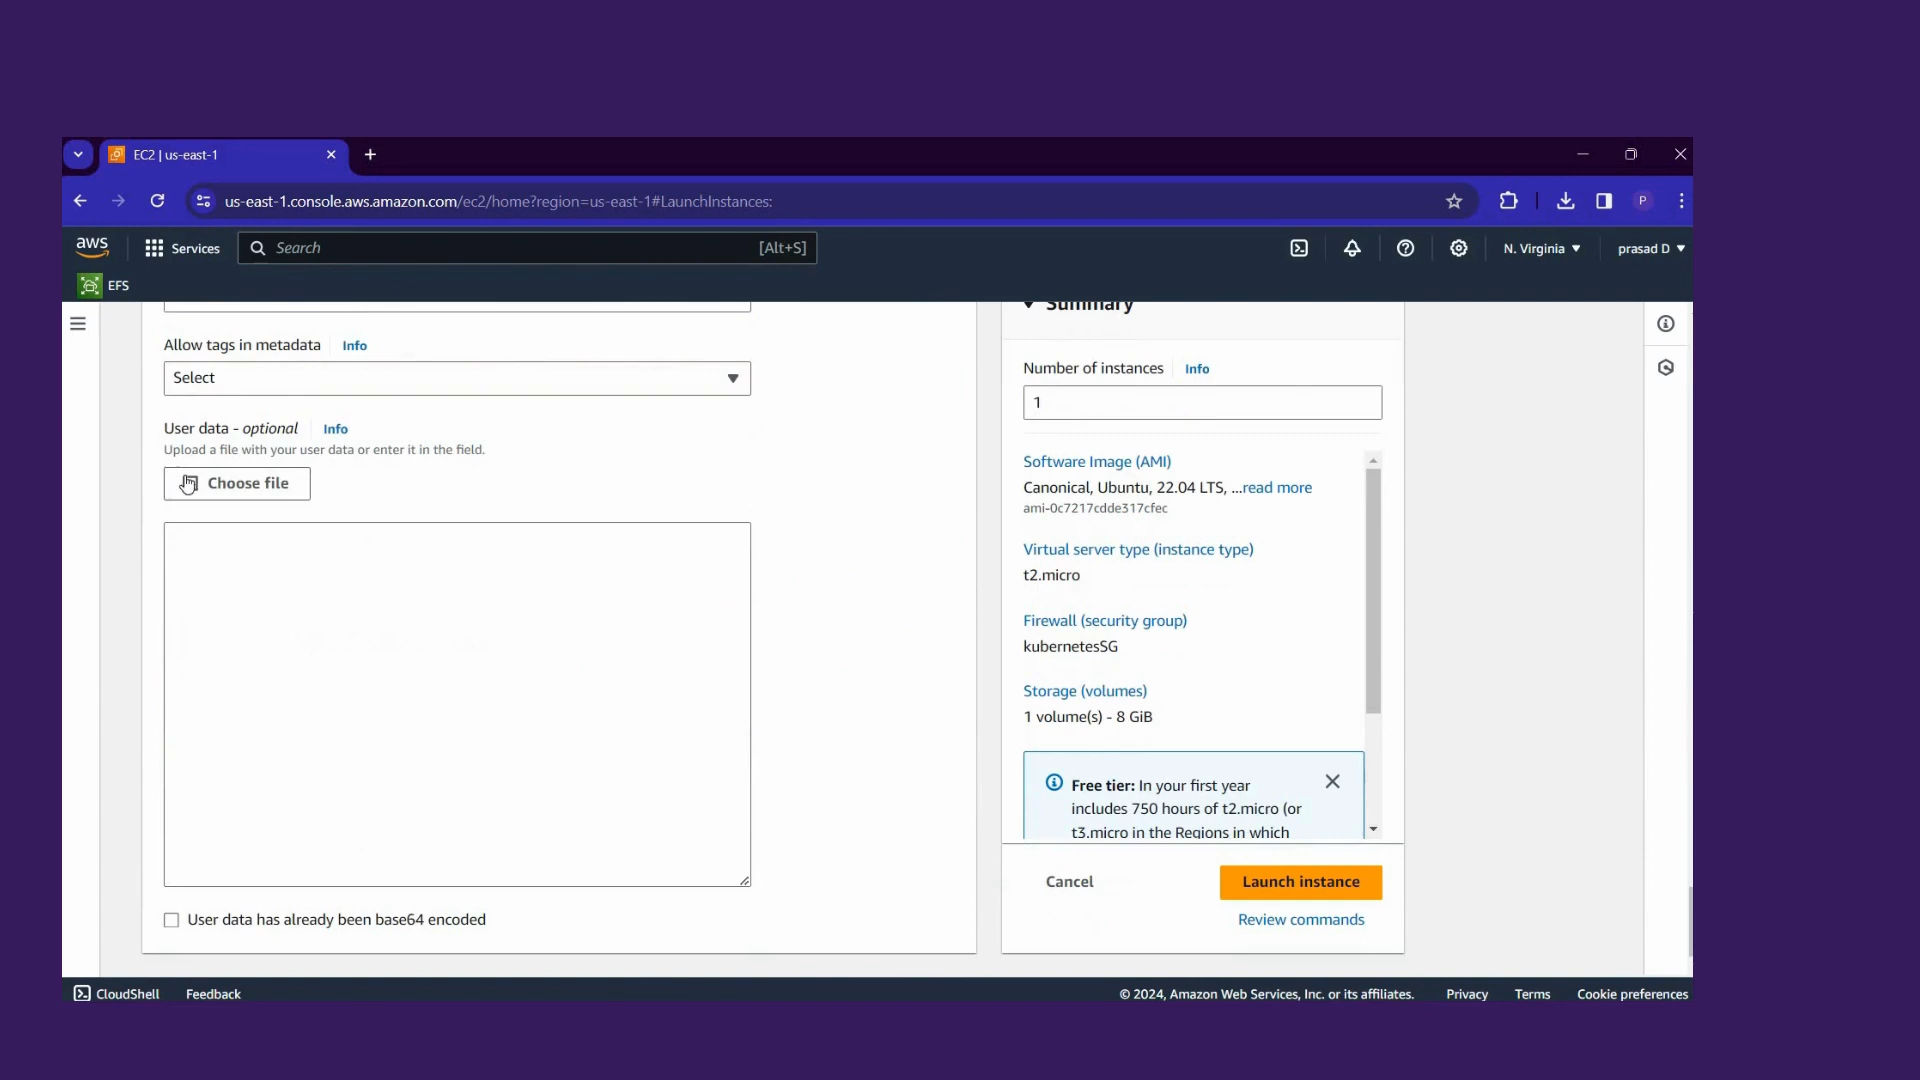 EC2 | us-east-1
us-east-1.console.aws.amazon.com/ec2/home?region=us-east-1#LaunchInstances:
P
aws
Services
Search
[Alt+S]
N. Virginia
prasad D
EFS
Allow tags in metadata
Info
Select
User data - optional
Info
Upload a file with your user data or enter it in the field.
Choose file
User data has already been base64 encoded
Summary
Number of instances
Info
1
Software Image (AMI)
Canonical, Ubuntu, 22.04 LTS, ...read more
ami-0c7217cdde317cfec
Virtual server type (instance type)
t2.micro
Firewall (security group)
kubernetesSG
Storage (volumes)
1 volume(s) - 8 GiB
Free tier: In your first year
includes 750 hours of t2.micro (or
t3.micro in the Regions in which
Cancel
Launch instance
Review commands
CloudShell
Feedback
© 2024, Amazon Web Services, Inc. or its affiliates.
Privacy
Terms
Cookie preferences